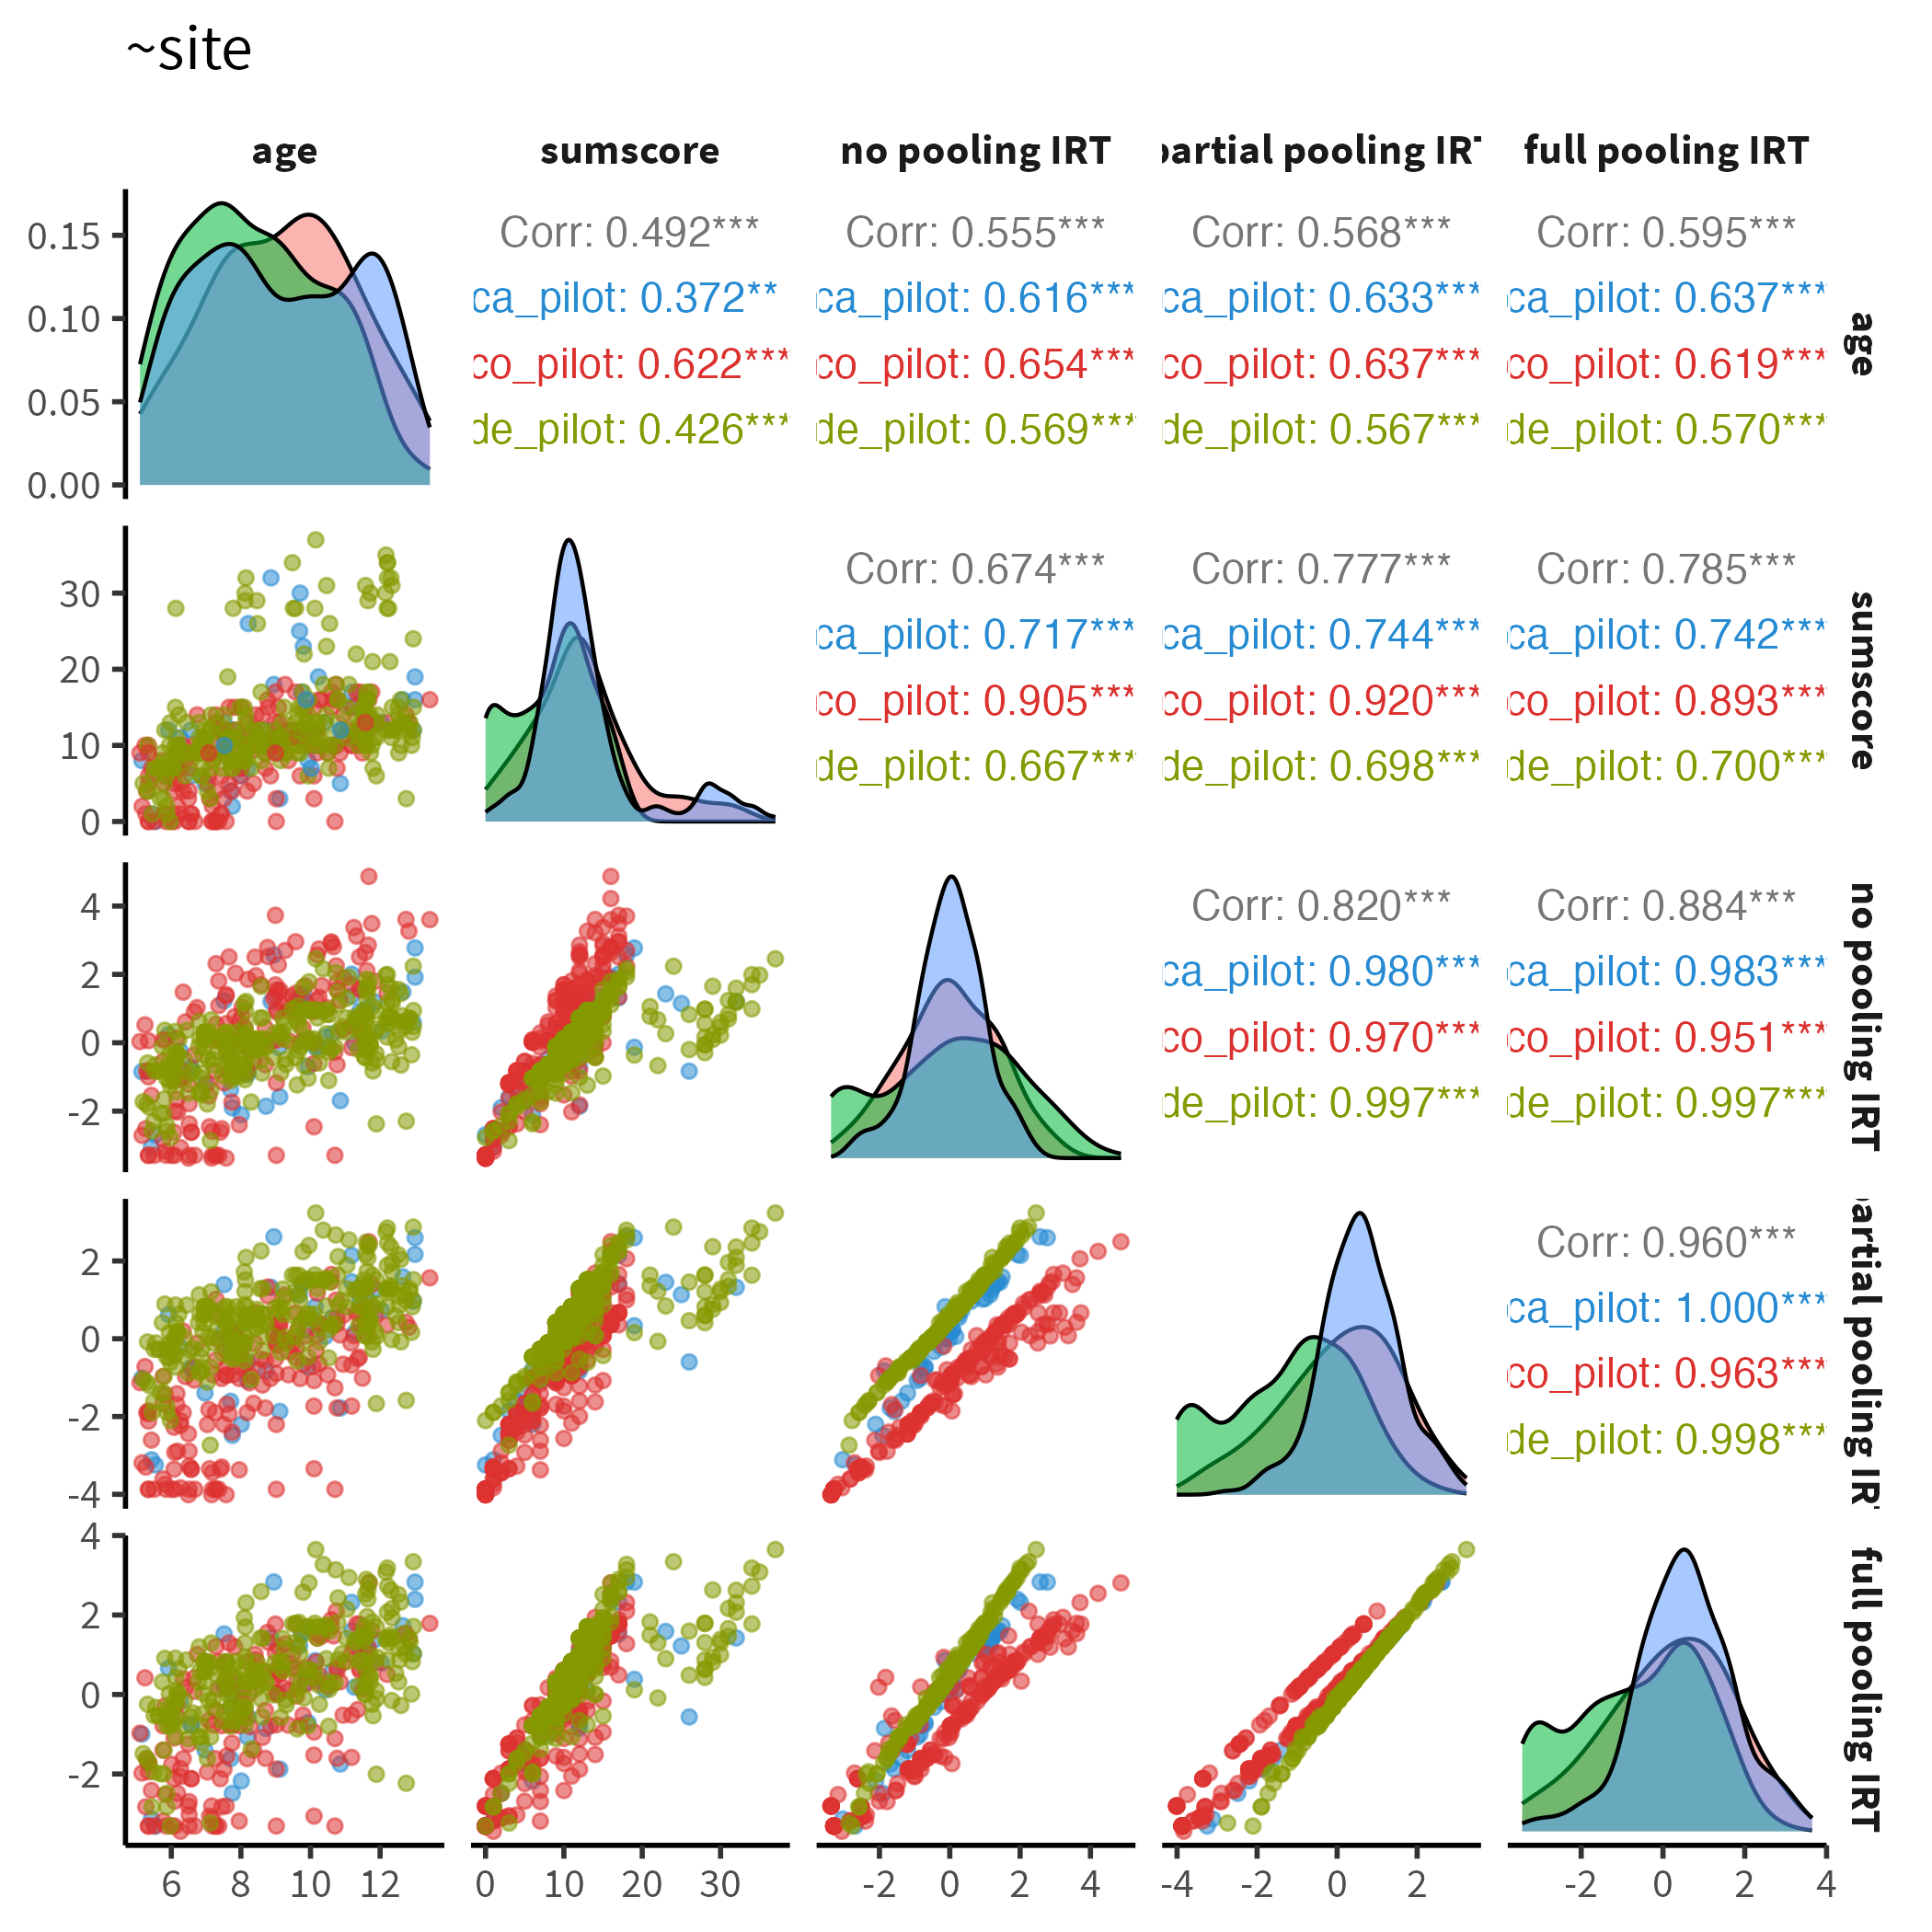 ~site
age sumscore no pooling IRT partial pooling IRT full pooling IRT
0.15
0.10
0.05
0.00
Corr: 0.492***
ca_pilot: 0.372**
co_pilot: 0.622***
de_pilot: 0.426***
Corr: 0.555***
ca_pilot: 0.616***
co_pilot: 0.654***
de_pilot: 0.569***
Corr: 0.568***
ca_pilot: 0.633***
co_pilot: 0.637***
de_pilot: 0.567***
Corr: 0.595***
ca_pilot: 0.637***
co_pilot: 0.619***
de_pilot: 0.570***
age
30
20
10
0
Corr: 0.674***
ca_pilot: 0.717***
co_pilot: 0.905***
de_pilot: 0.667***
Corr: 0.777***
ca_pilot: 0.744***
co_pilot: 0.920***
de_pilot: 0.698***
Corr: 0.785***
ca_pilot: 0.742***
co_pilot: 0.893***
de_pilot: 0.700***
sumscore
4
2
0
-2
Corr: 0.820***
ca_pilot: 0.980***
co_pilot: 0.970***
de_pilot: 0.997***
Corr: 0.884***
ca_pilot: 0.983***
co_pilot: 0.951***
de_pilot: 0.997***
no pooling IRT
2
0
-2
-4
Corr: 0.960***
ca_pilot: 1.000***
co_pilot: 0.963***
de_pilot: 0.998***
partial pooling IRT
4
2
0
-2
full pooling IRT
6 8 10 12
0 10 20 30
-2 0 2 4
-4 -2 0 2
-2 0 2 4